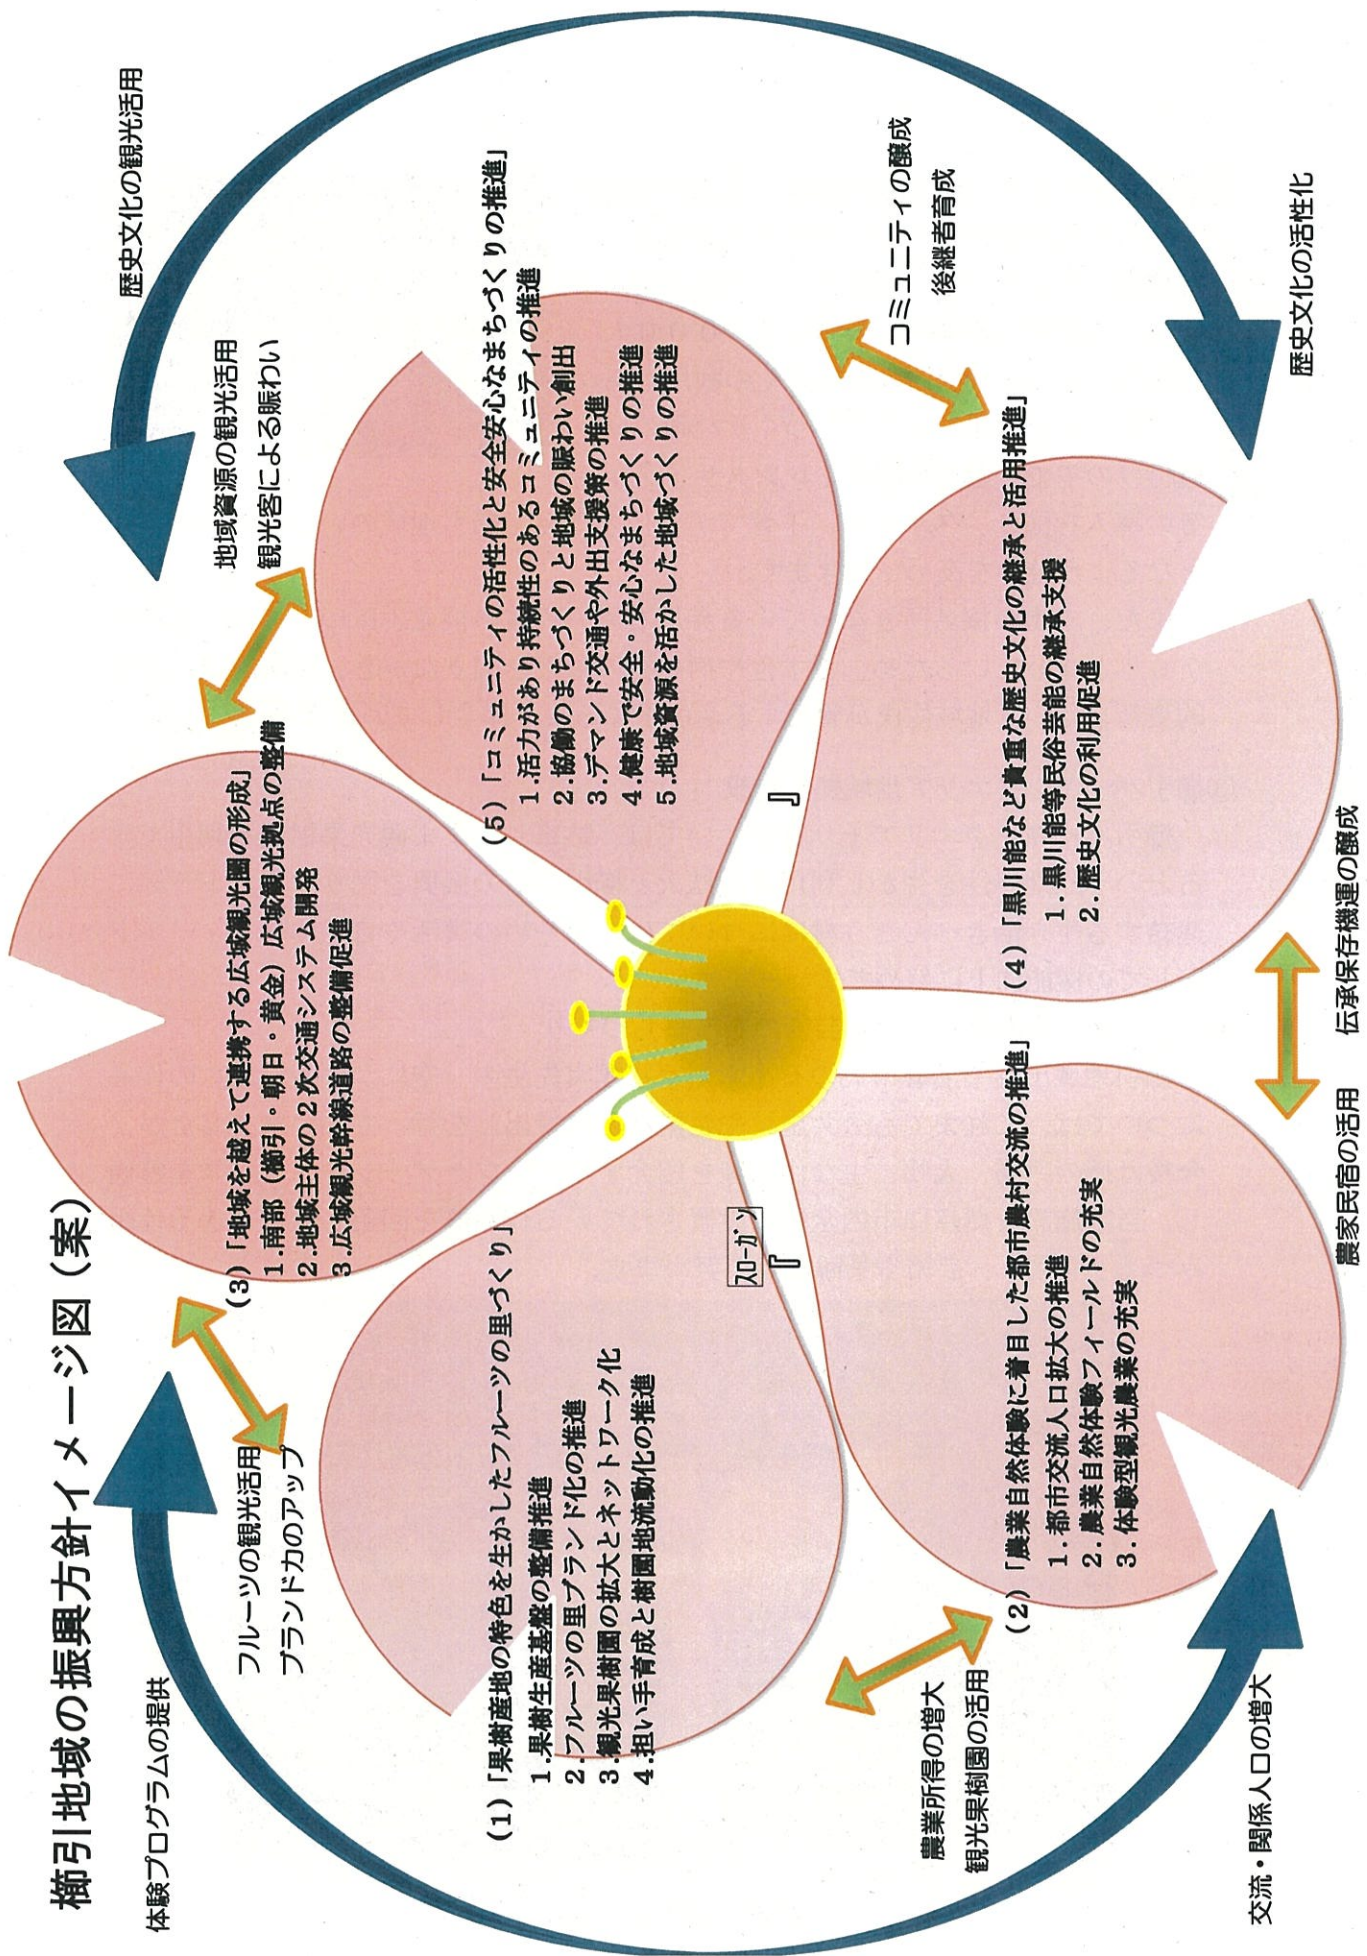 櫛引地域の振興方針イメージ図（案）
体験プログラムの提供
歴史文化の観光活用
フルーツの観光活用
ブランド力のアップ
地域資源の観光活用
観光客による賑わい
（3）「地域を越えて連携する広域観光圏の形成」
1.南部（櫛引・朝日・黄金）広域観光拠点の整備
2.地域主体の2次交通システム開発
3.広域観光幹線道路の整備促進
（1）「果樹産地の特色を生かしたフルーツの里づくり」
1.果樹生産基盤の整備推進
2.フルーツの里ブランド化の推進
3.観光果樹園の拡大とネットワーク化
4.担い手育成と樹園地流動化の推進
（5）「コミュニティの活性化と安全安心なまちづくりの推進」
1.活力があり持続性のあるコミュニティの推進
2.協働のまちづくりと地域の賑わい創出
3.デマンド交通や外出支援策の推進
4.健康で安全・安心なまちづくりの推進
5.地域資源を活かした地域づくりの推進
スローガン
『　』
農業所得の増大
観光果樹園の活用
コミュニティの醸成
後継者育成
（2）「農業自然体験に着目した都市農村交流の推進」
1.都市交流人口拡大の推進
2.農業自然体験フィールドの充実
3.体験型観光農業の充実
（4）「黒川能など貴重な歴史文化の継承と活用推進」
1.黒川能等民俗芸能の継承支援
2.歴史文化の利用促進
交流・関係人口の増大
歴史文化の活性化
農家民宿の活用
伝承保存機運の醸成